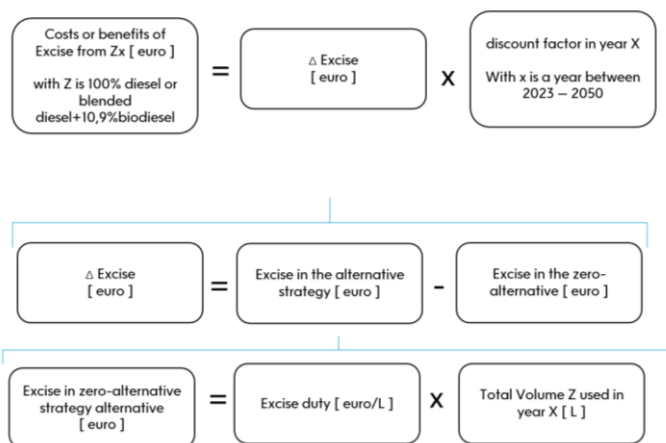 Costs or benefits of
Excise from Zx [ euro ]
with Z is 100% diesel or
blended
diesel+10,9%biodiesel
=
△ Excise
[ euro ]
x
discount factor in year X
With x is a year between
2023 – 2050
△ Excise
[ euro ]
=
Excise in the alternative
strategy [ euro ]
-
Excise in the zero-
alternative [ euro ]
Excise in zero-alternative
strategy alternative
[ euro ]
=
Excise duty [ euro/L ]
x
Total Volume Z used in
year X [ L ]